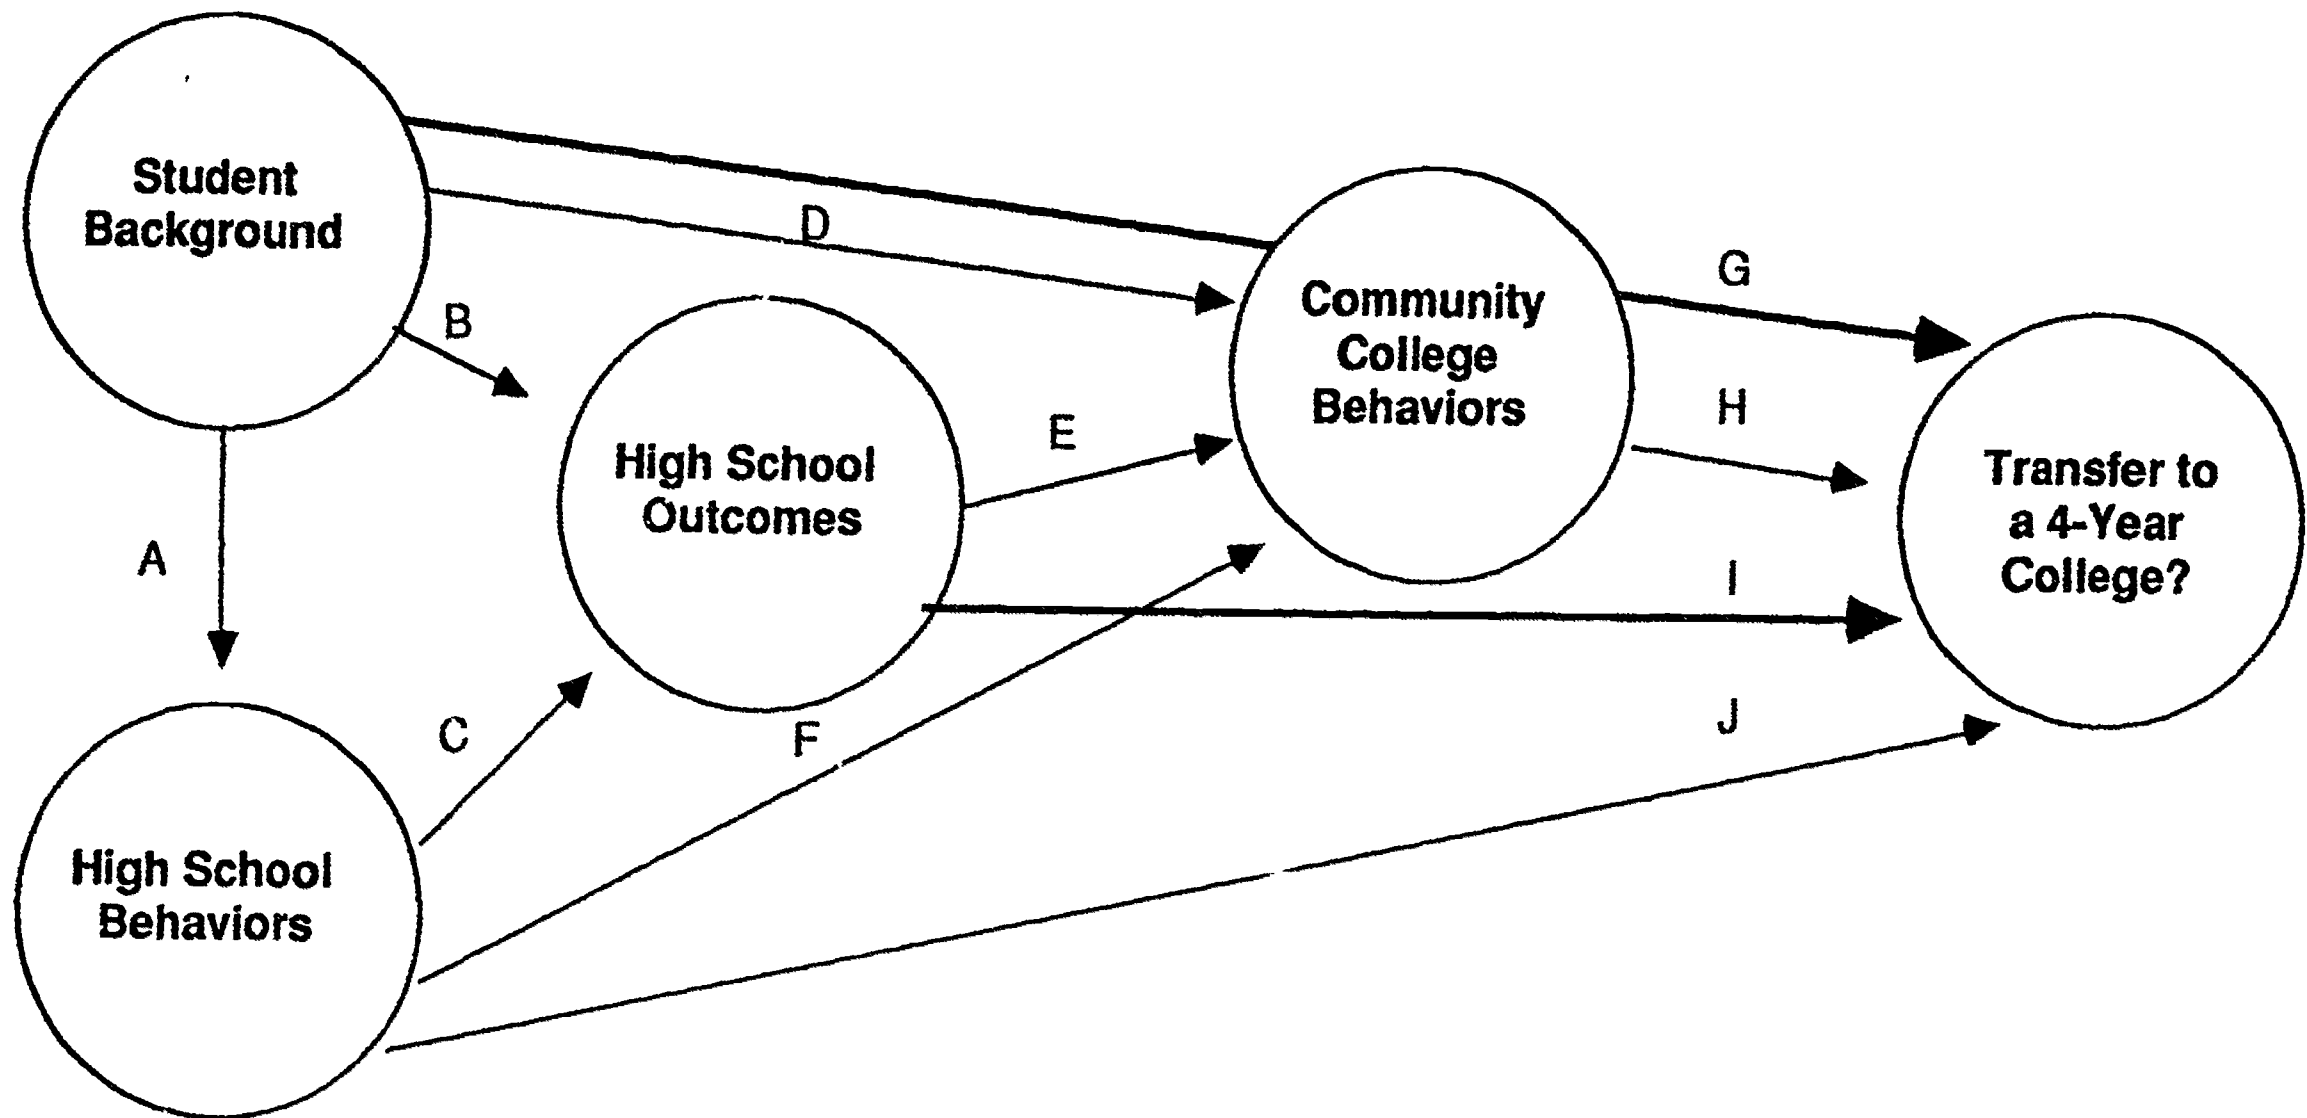 Student
Background
D
B
A
High School
Outcomes
E
Community
College
Behaviors
G
H
I
Transfer to
a 4-Year
College?
C
F
J
High School
Behaviors